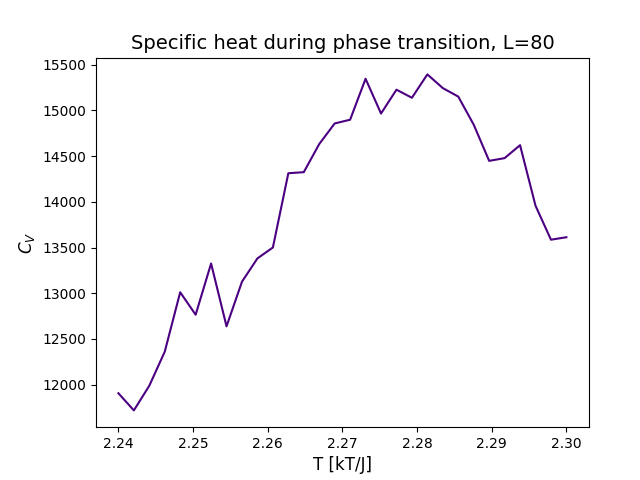 Specific heat during phase transition, L=80
15500
15000
14500
14000
13500
13000
12500
12000
C_V
2.24 2.25 2.26 2.27 2.28 2.29 2.30
T [kT/J]